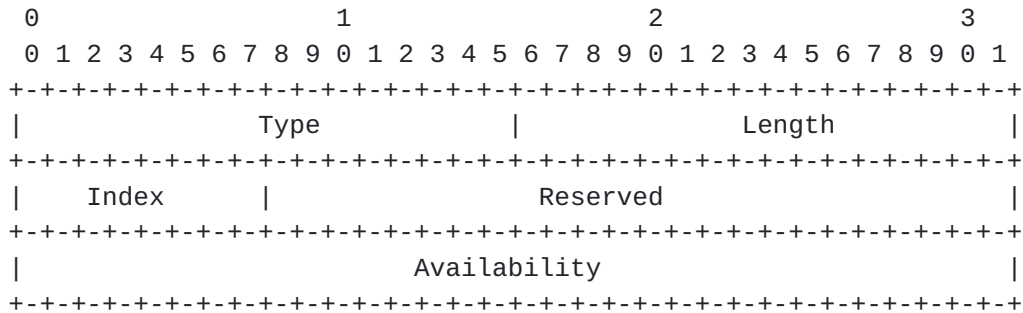 0                   1                   2                   3
0 1 2 3 4 5 6 7 8 9 0 1 2 3 4 5 6 7 8 9 0 1 2 3 4 5 6 7 8 9 0 1
+-+-+-+-+-+-+-+-+-+-+-+-+-+-+-+-+-+-+-+-+-+-+-+-+-+-+-+-+-+-+-+-+
|               Type            |              Length           |
+-+-+-+-+-+-+-+-+-+-+-+-+-+-+-+-+-+-+-+-+-+-+-+-+-+-+-+-+-+-+-+-+
|    Index      |                 Reserved                      |
+-+-+-+-+-+-+-+-+-+-+-+-+-+-+-+-+-+-+-+-+-+-+-+-+-+-+-+-+-+-+-+-+
|                         Availability                          |
+-+-+-+-+-+-+-+-+-+-+-+-+-+-+-+-+-+-+-+-+-+-+-+-+-+-+-+-+-+-+-+-+